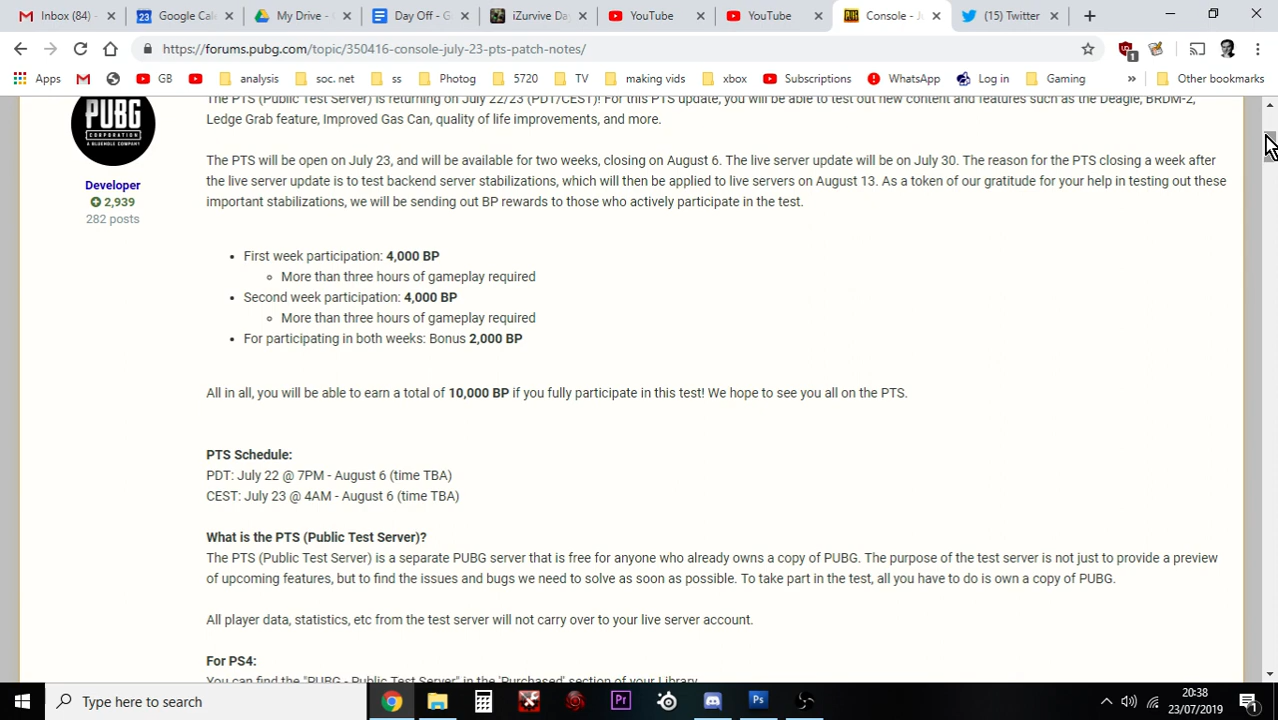 Inbox (84)
Google Cal
My Drive - G
Day Off - G
iZurvive Da
YouTube
YouTube
Console - J
(15) Twitter
https://forums.pubg.com/topic/350416-console-july-23-pts-patch-notes/
Apps
GB
analysis
soc. net
ss
Photog
5720
TV
making vids
xbox
Subscriptions
WhatsApp
Log in
Gaming
»
Other bookmarks
PUBG
CORPORATION
A BLUEHOLE COMPANY
Developer
2,939
282 posts
The PTS (Public Test Server) is returning on July 22/23 (PDT/CEST)! For this PTS update, you will be able to test out new content and features such as the Deagle, BRDM-2,
Ledge Grab feature, Improved Gas Can, quality of life improvements, and more.
The PTS will be open on July 23, and will be available for two weeks, closing on August 6. The live server update will be on July 30. The reason for the PTS closing a week after
the live server update is to test backend server stabilizations, which will then be applied to live servers on August 13. As a token of our gratitude for your help in testing out these
important stabilizations, we will be sending out BP rewards to those who actively participate in the test.
First week participation: 4,000 BP
More than three hours of gameplay required
Second week participation: 4,000 BP
More than three hours of gameplay required
For participating in both weeks: Bonus 2,000 BP
All in all, you will be able to earn a total of 10,000 BP if you fully participate in this test! We hope to see you all on the PTS.
PTS Schedule:
PDT: July 22 @ 7PM - August 6 (time TBA)
CEST: July 23 @ 4AM - August 6 (time TBA)
What is the PTS (Public Test Server)?
The PTS (Public Test Server) is a separate PUBG server that is free for anyone who already owns a copy of PUBG. The purpose of the test server is not just to provide a preview
of upcoming features, but to find the issues and bugs we need to solve as soon as possible. To take part in the test, all you have to do is own a copy of PUBG.
All player data, statistics, etc from the test server will not carry over to your live server account.
For PS4:
You can find the "PUBG - Public Test Server" in the 'Purchased' section of your Library
Type here to search
20:38
23/07/2019